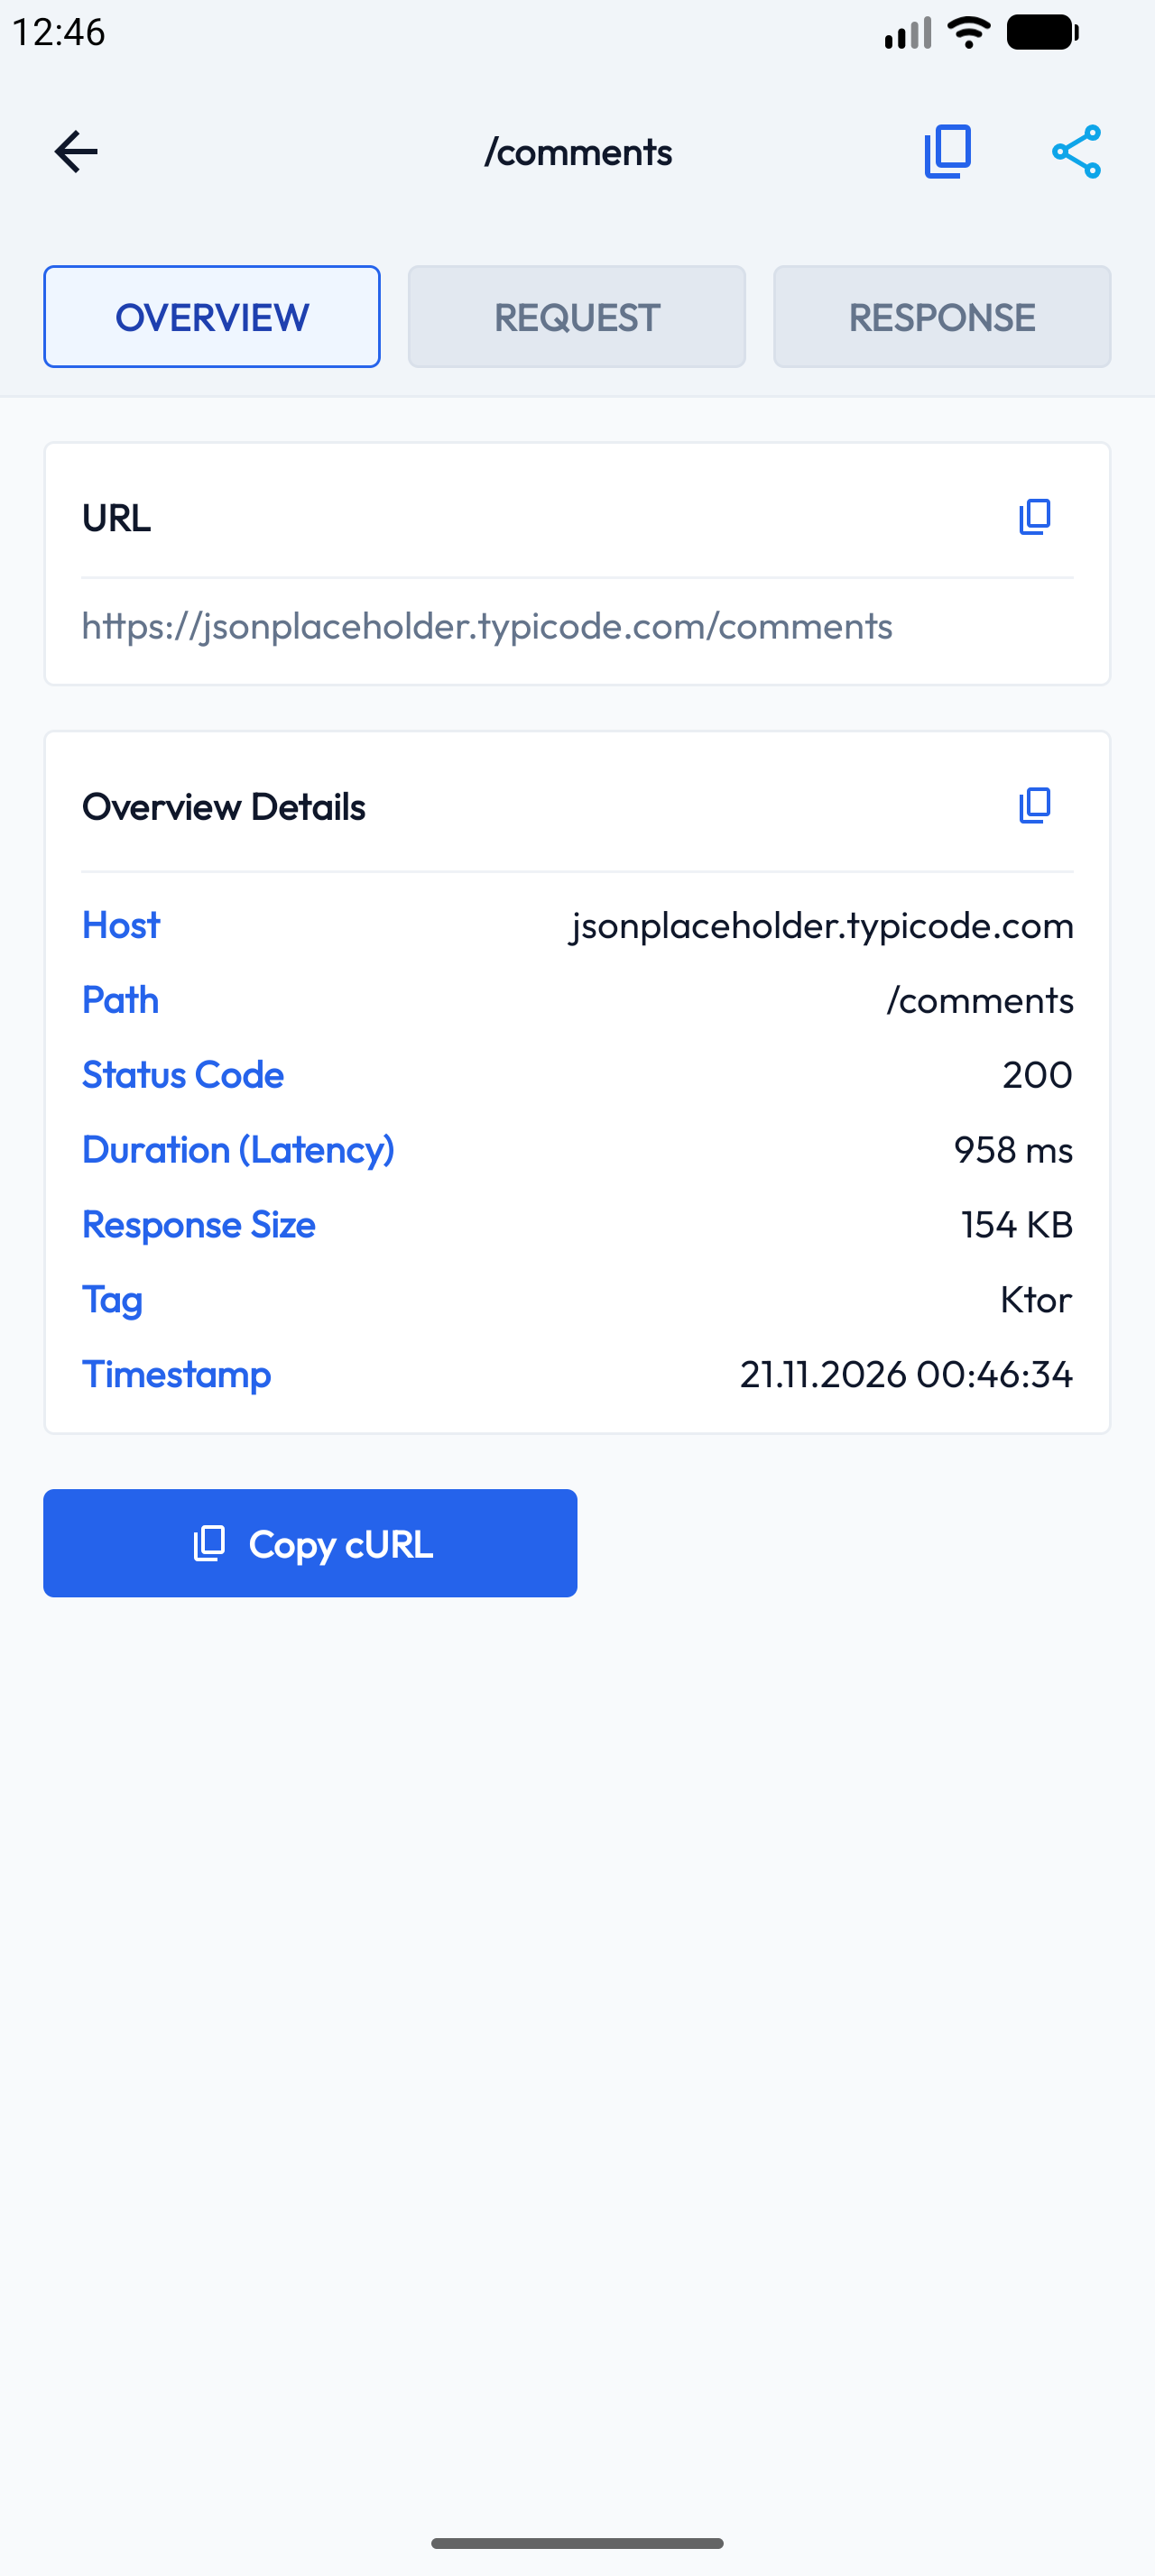 12:46
/comments
OVERVIEW
REQUEST
RESPONSE
URL
https://jsonplaceholder.typicode.com/comments
Overview Details
Host jsonplaceholder.typicode.com
Path /comments
Status Code 200
Duration (Latency) 958 ms
Response Size 154 KB
Tag Ktor
Timestamp 21.11.2026 00:46:34
Copy cURL